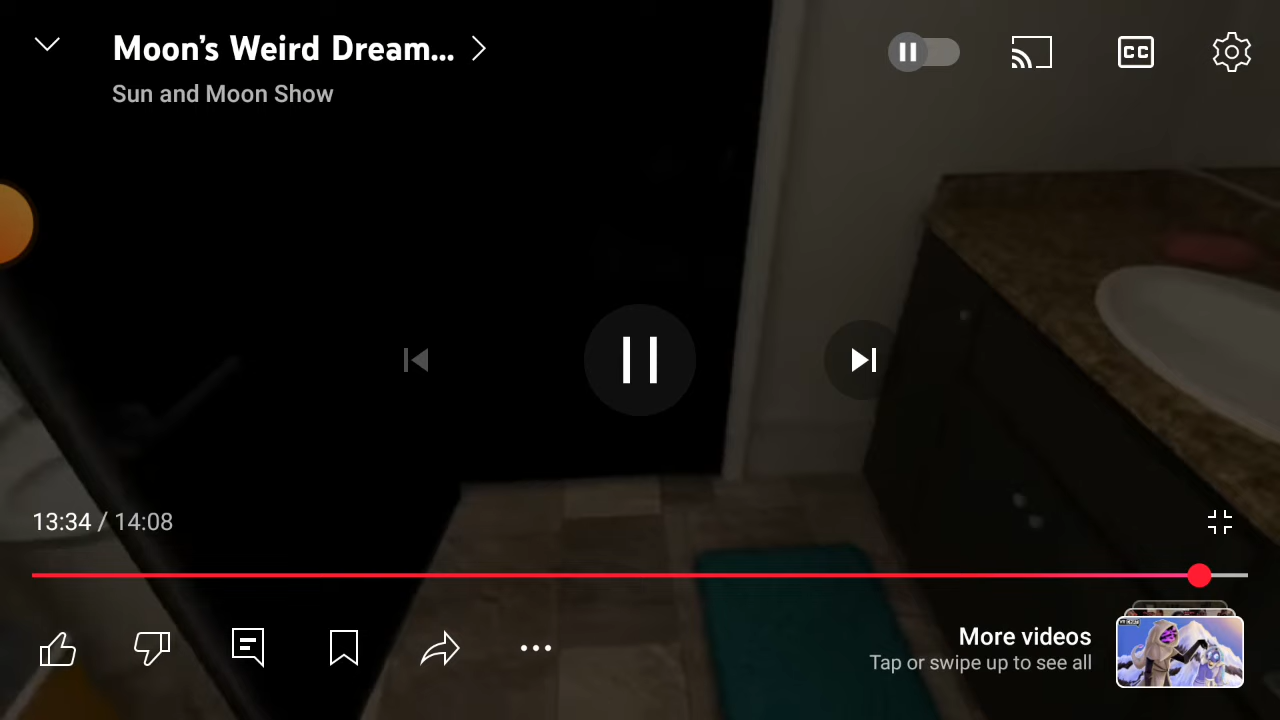 Moon's Weird Dream...
Sun and Moon Show
CC
13:34 / 14:08
More videos
Tap or swipe up to see all